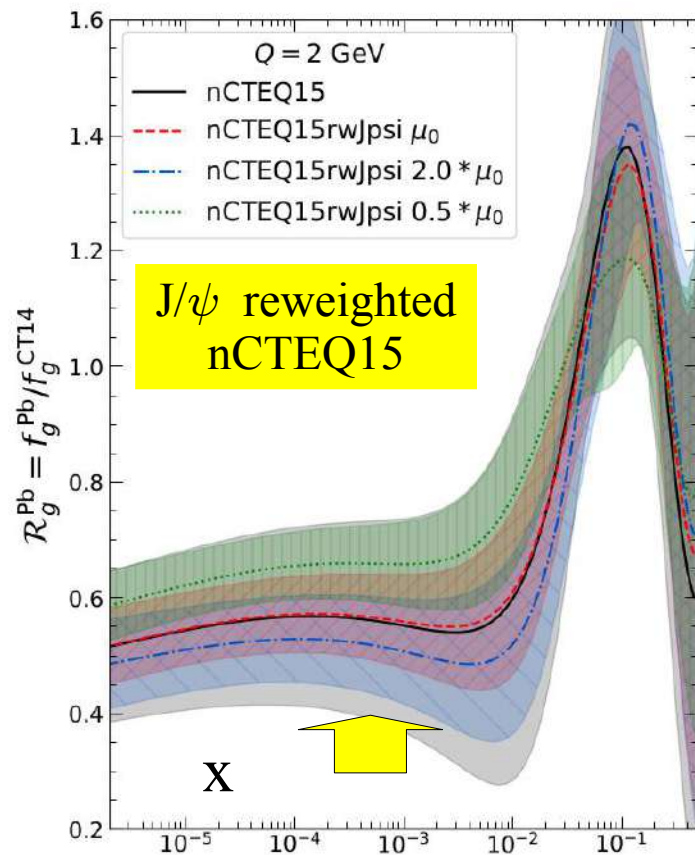 1.6
1.4
1.2
1.0
0.8
0.6
0.4
0.2
R_g^Pb = f_g^Pb/f_g^CT14
Q = 2 GeV
nCTEQ15
nCTEQ15rwJpsi μ₀
nCTEQ15rwJpsi 2.0 * μ₀
nCTEQ15rwJpsi 0.5 * μ₀
J/ψ reweighted
nCTEQ15
x
10⁻⁵ 10⁻⁴ 10⁻³ 10⁻² 10⁻¹